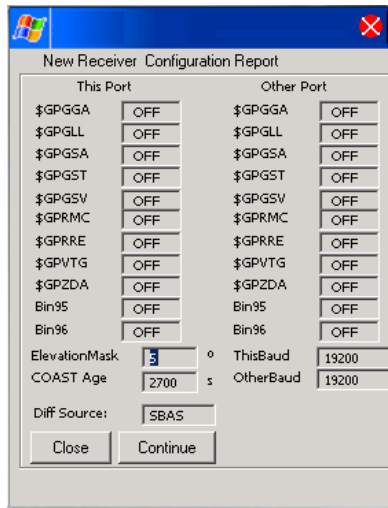 New Receiver Configuration Report
This Port Other Port
$GPGGA OFF $GPGGA OFF
$GPGLL OFF $GPGLL OFF
$GPGSA OFF $GPGSA OFF
$GPGST OFF $GPGST OFF
$GPGSV OFF $GPGSV OFF
$GPRMC OFF $GPRMC OFF
$GPRRE OFF $GPRRE OFF
$GPVTG OFF $GPVTG OFF
$GPZDA OFF $GPZDA OFF
Bin95 OFF Bin95 OFF
Bin96 OFF Bin96 OFF
ElevationMask 5 º ThisBaud 19200
COAST Age 2700 s OtherBaud 19200
Diff Source: SBAS
Close Continue